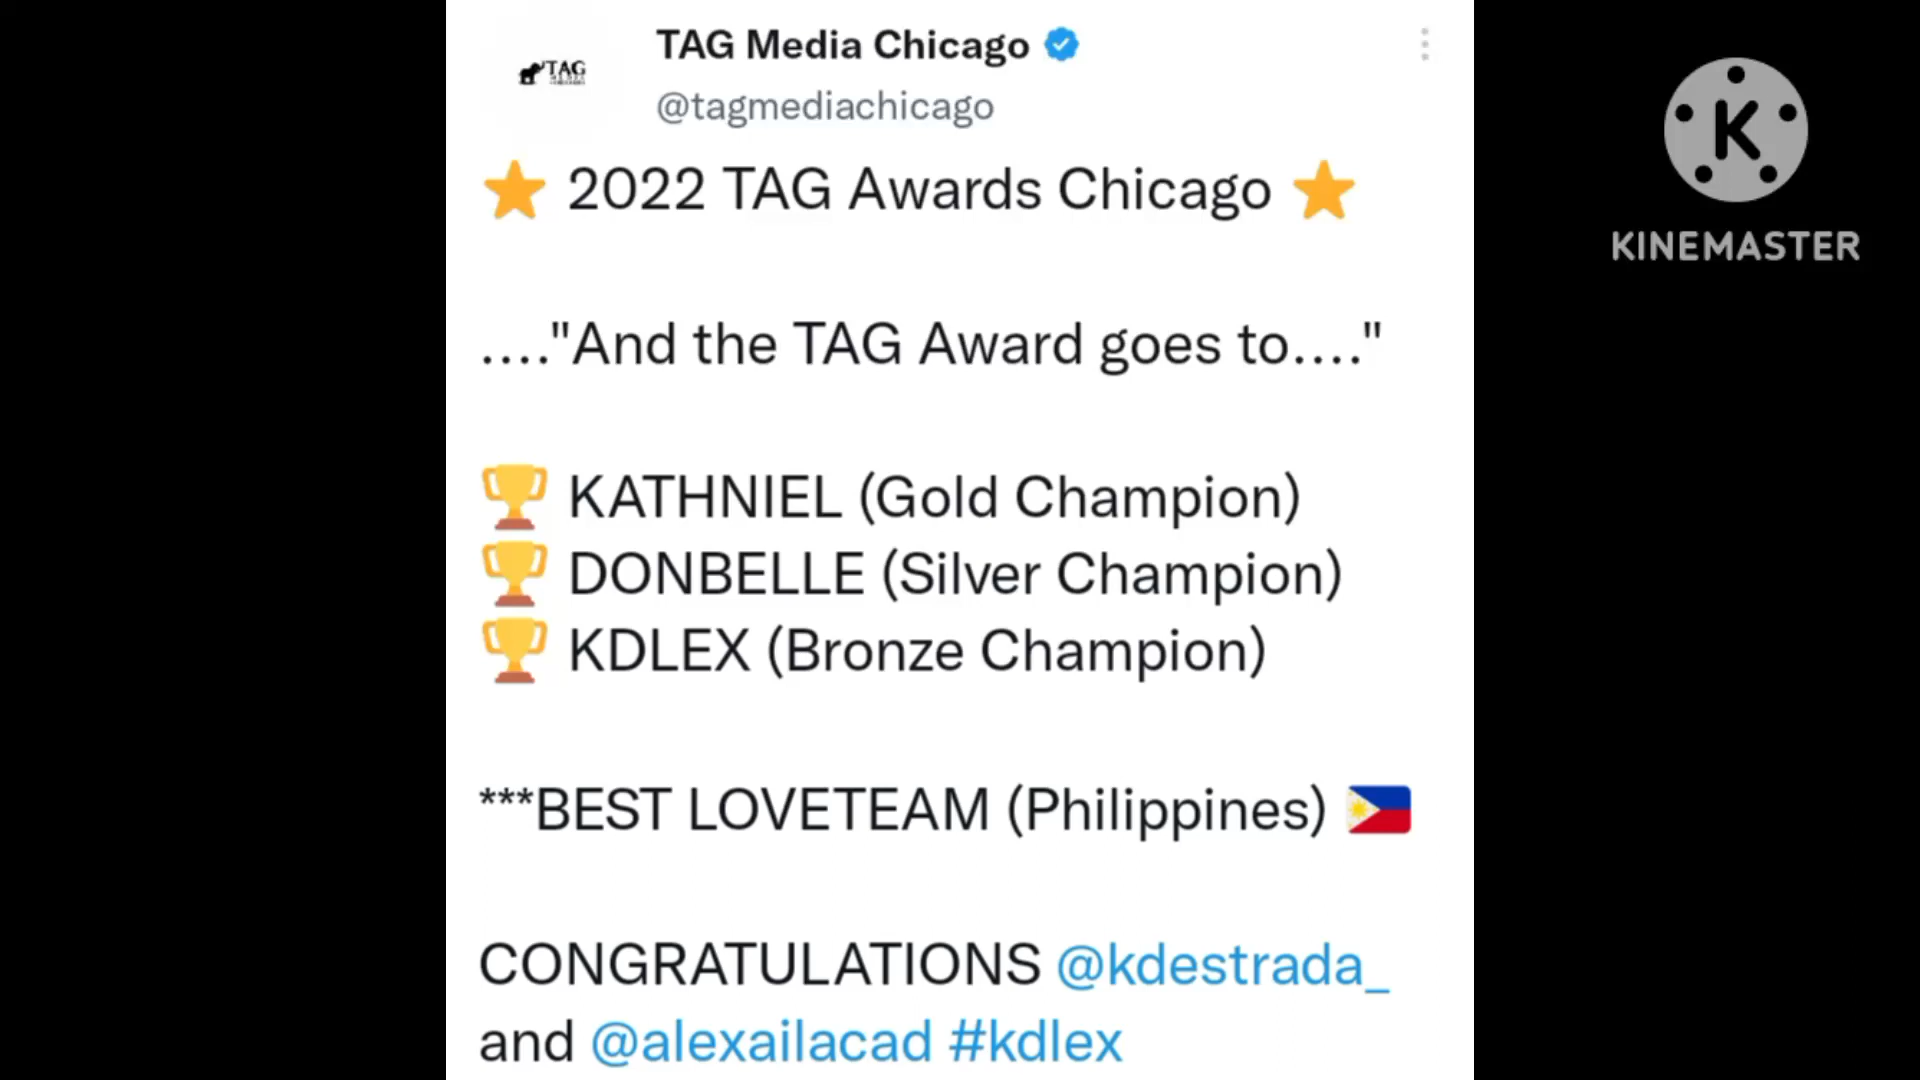 TAG Media Chicago
@tagmediachicago
⭐ 2022 TAG Awards Chicago ⭐
...."And the TAG Award goes to...."
🏆 KATHNIEL (Gold Champion)
🏆 DONBELLE (Silver Champion)
🏆 KDLEX (Bronze Champion)
***BEST LOVETEAM (Philippines) 🇵🇭
CONGRATULATIONS @kdestrada_
and @alexailacad #kdlex
TAG
K
KINEMASTER